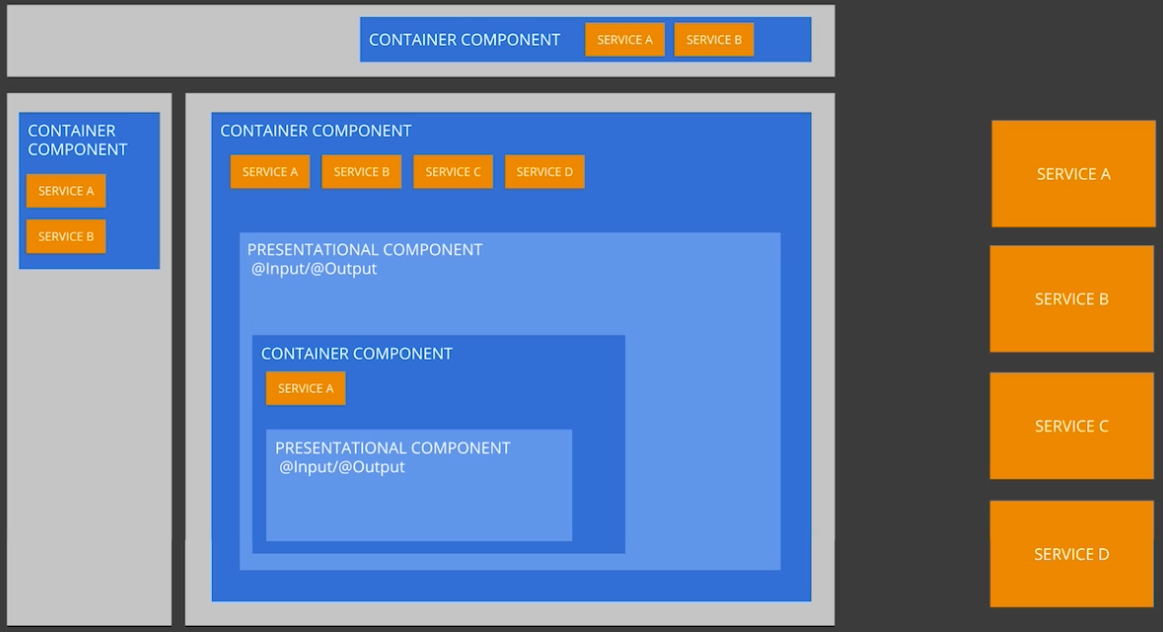 CONTAINER COMPONENT
SERVICE A
SERVICE B
CONTAINER
COMPONENT
SERVICE A
SERVICE B
CONTAINER COMPONENT
SERVICE A
SERVICE B
SERVICE C
SERVICE D
PRESENTATIONAL COMPONENT
@Input/@Output
CONTAINER COMPONENT
SERVICE A
PRESENTATIONAL COMPONENT
@Input/@Output
SERVICE A
SERVICE B
SERVICE C
SERVICE D